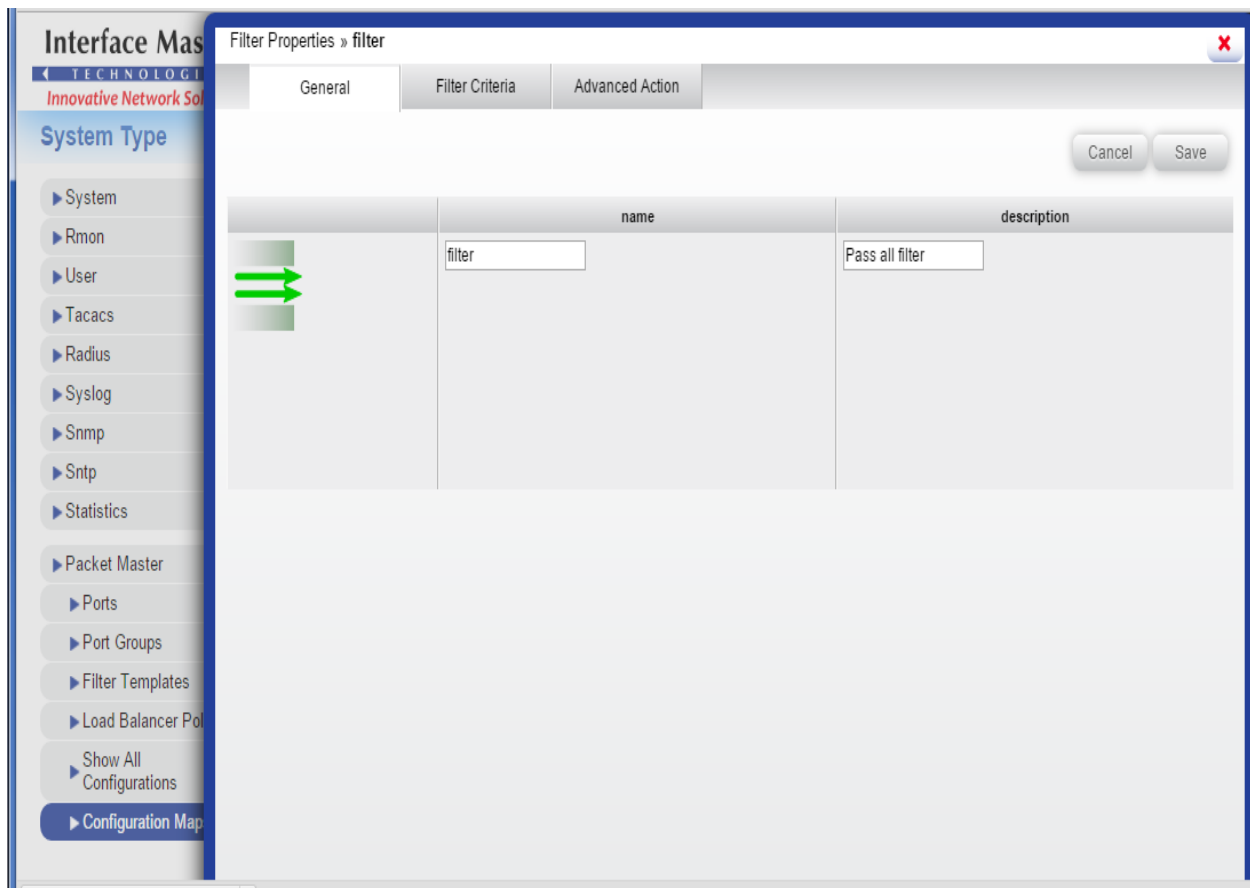 Interface Mas
TECHNOLOGI
Innovative Network Sol
System Type
System
Rmon
User
Tacacs
Radius
Syslog
Snmp
Sntp
Statistics
Packet Master
Ports
Port Groups
Filter Templates
Load Balancer Pol
Show All
Configurations
Configuration Map
Filter Properties » filter
General Filter Criteria Advanced Action
Cancel Save
name description
filter Pass all filter